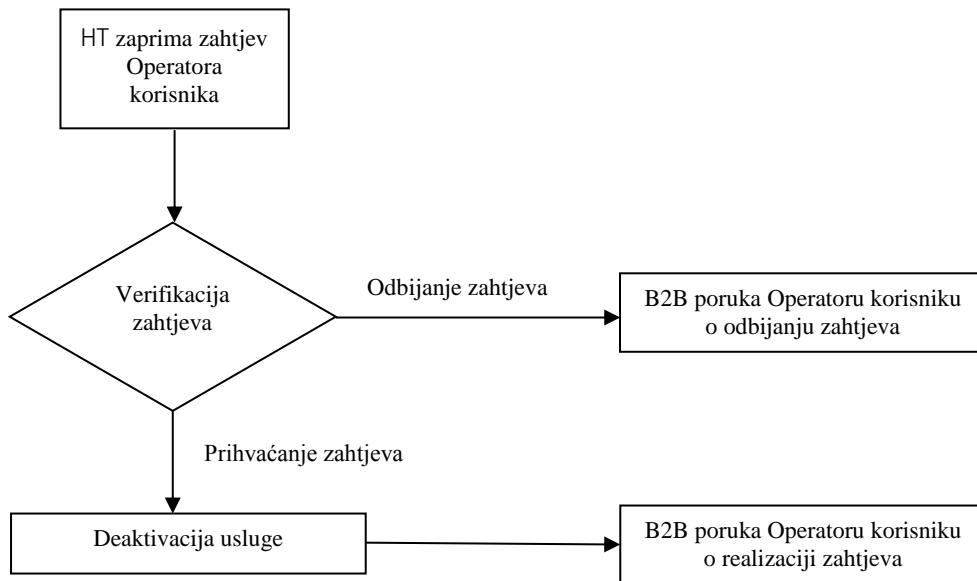 HT zaprima zahtjev
Operatora
korisnika
Verifikacija
zahtjeva
Odbijanje zahtjeva
B2B poruka Operatoru korisniku
o odbijanju zahtjeva
Prihvaćanje zahtjeva
Deaktivacija usluge
B2B poruka Operatoru korisniku
o realizaciji zahtjeva